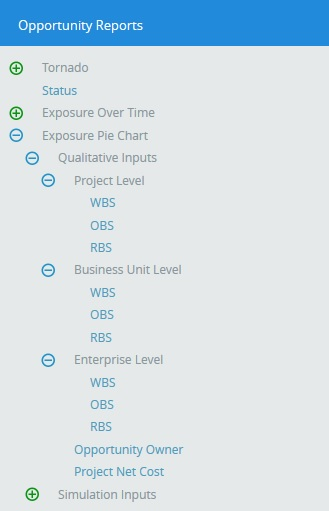 Opportunity Reports
Tornado
Status
Exposure Over Time
Exposure Pie Chart
Qualitative Inputs
Project Level
WBS
OBS
RBS
Business Unit Level
WBS
OBS
RBS
Enterprise Level
WBS
OBS
RBS
Opportunity Owner
Project Net Cost
Simulation Inputs